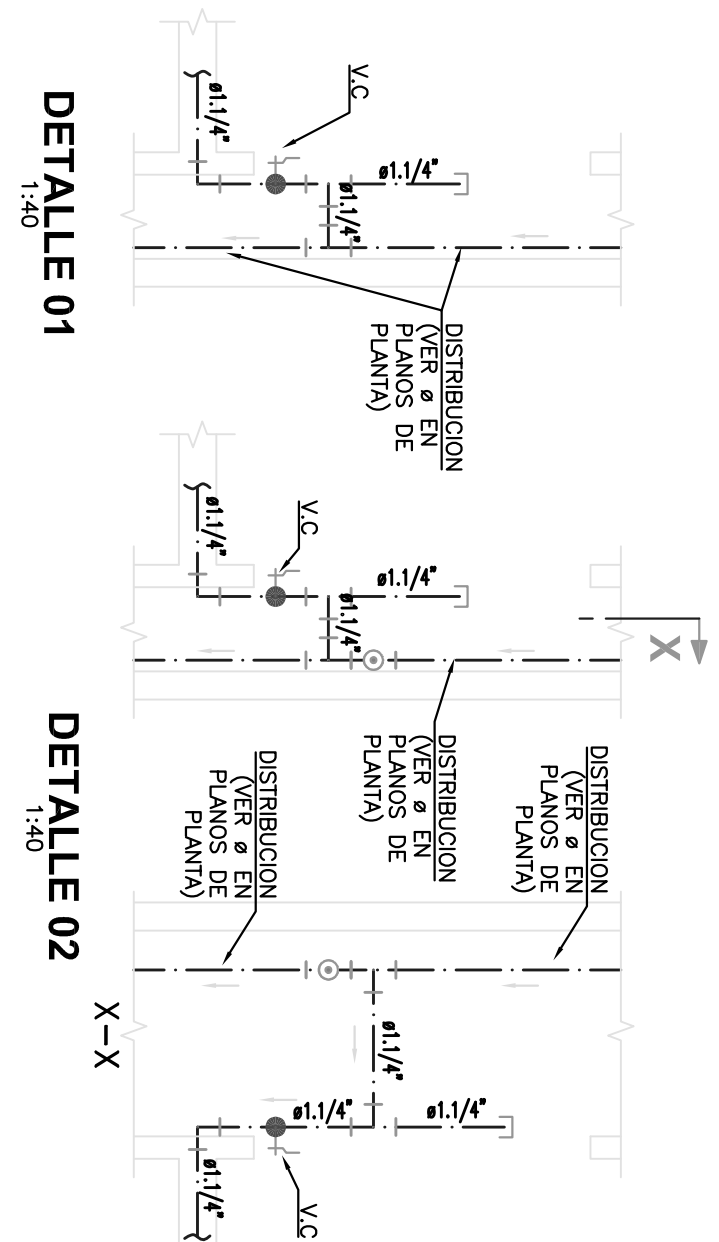 V.C
ø1.1/4"
ø1.1/4"
ø1.1/4"
DISTRIBUCION
(VER ø EN
PLANOS DE
PLANTA)
DETALLE 01
1:40
V.C
ø1.1/4"
ø1.1/4"
ø1.1/4"
X
DISTRIBUCION
(VER ø EN
PLANOS DE
PLANTA)
DETALLE 02
1:40
DISTRIBUCION
(VER ø EN
PLANOS DE
PLANTA)
DISTRIBUCION
(VER ø EN
PLANOS DE
PLANTA)
ø1.1/4"
ø1.1/4"
ø1.1/4"
ø1.1/4"
V.C
X-X